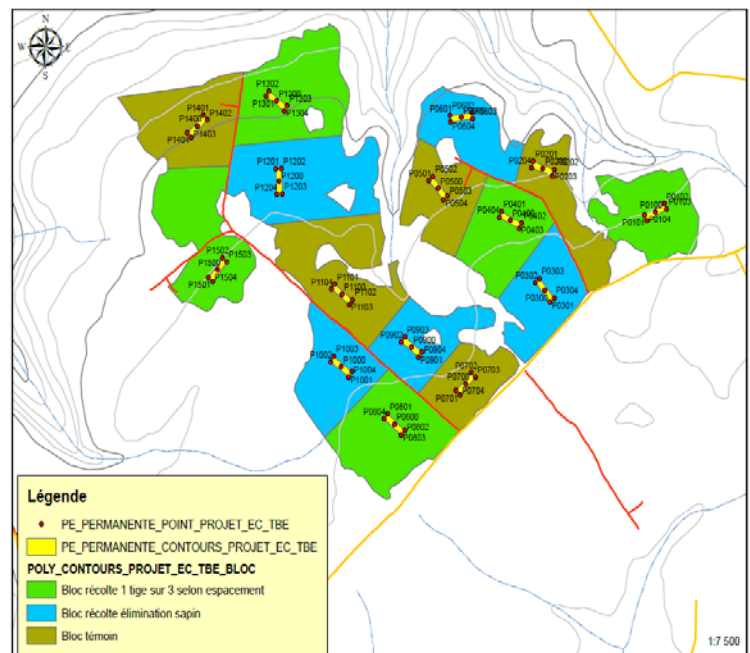 N
W E
S
P1302
P1300
P1301 P1303
P1304
P1401
P1400 P1402
P1403
P1404
P1201 P1202
P1200
P1204 P1203
P1502
P1503
P1500
P1504
P1501
P1101
P1104
P1100
P1102
P1103
P1003
P1002
P1000
P1004
P1001
P0903
P0902
P0900
P0904
P0901
P0801
P0804
P0800
P0802
P0803
P0702
P0703
P0700
P0704
P0701
P0601
P0604
P0502
P0501
P0500
P0503
P0504
P0401
P0404
P0402
P0403
P0303
P0302
P0304
P0300
P0301
P0201
P0204
P0203
P0102
P0100
P0103
P0104
P0101
Légende
PE_PERMANENTE_POINT_PROJET_EC_TBE
PE_PERMANENTE_CONTOURS_PROJET_EC_TBE
POLY_CONTOURS_PROJET_EC_TBE_BLOC
Bloc récolte 1 tige sur 3 selon espacement
Bloc récolte élimination sapin
Bloc témoin
1:7 500